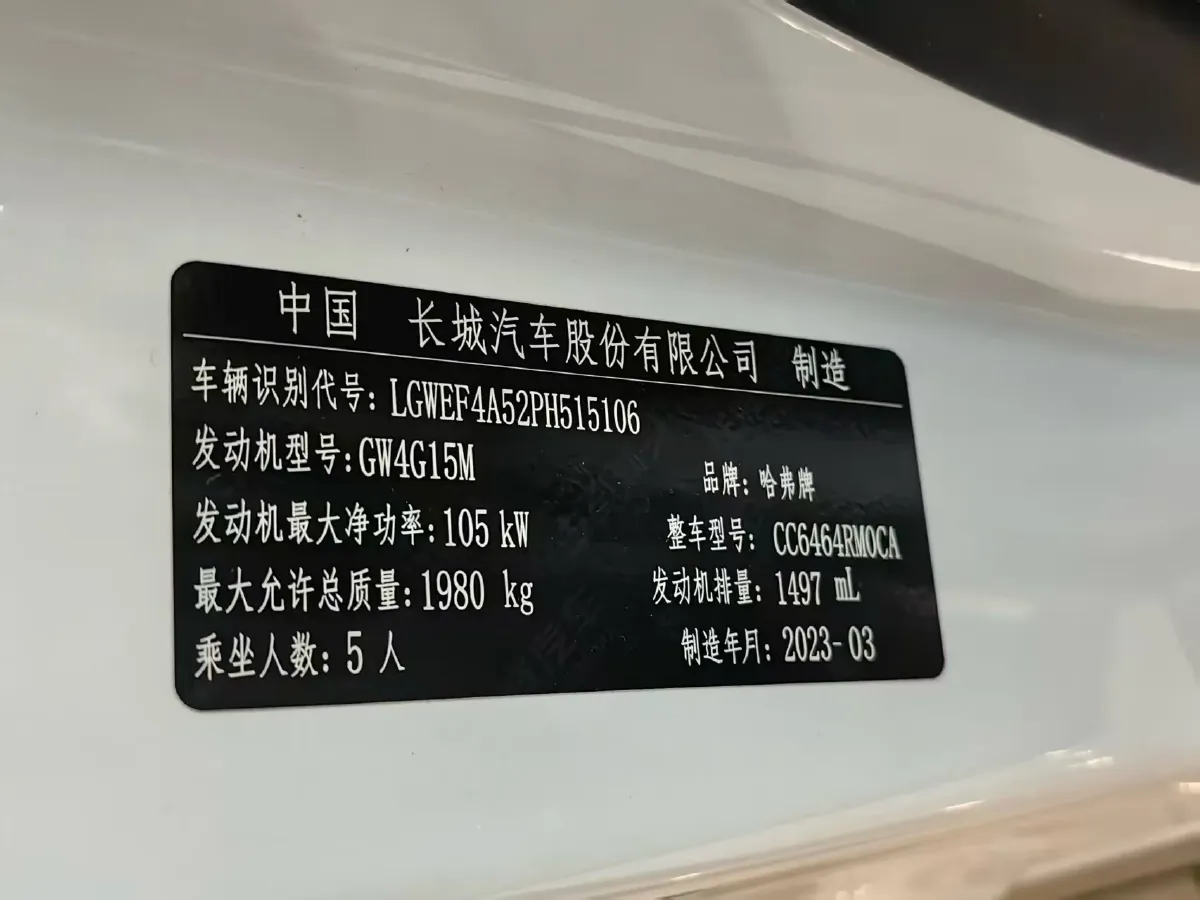 中国 长城汽车股份有限公司 制造
车辆识别代号：LGWEF4A52PH515106
发动机型号：GW4G15M
品牌：哈弗牌
发动机最大净功率：105 kW
整车型号：CC6464RM0CA
最大允许总质量：1980 kg
发动机排量：1497 mL
乘坐人数：5 人
制造年月：2023-03